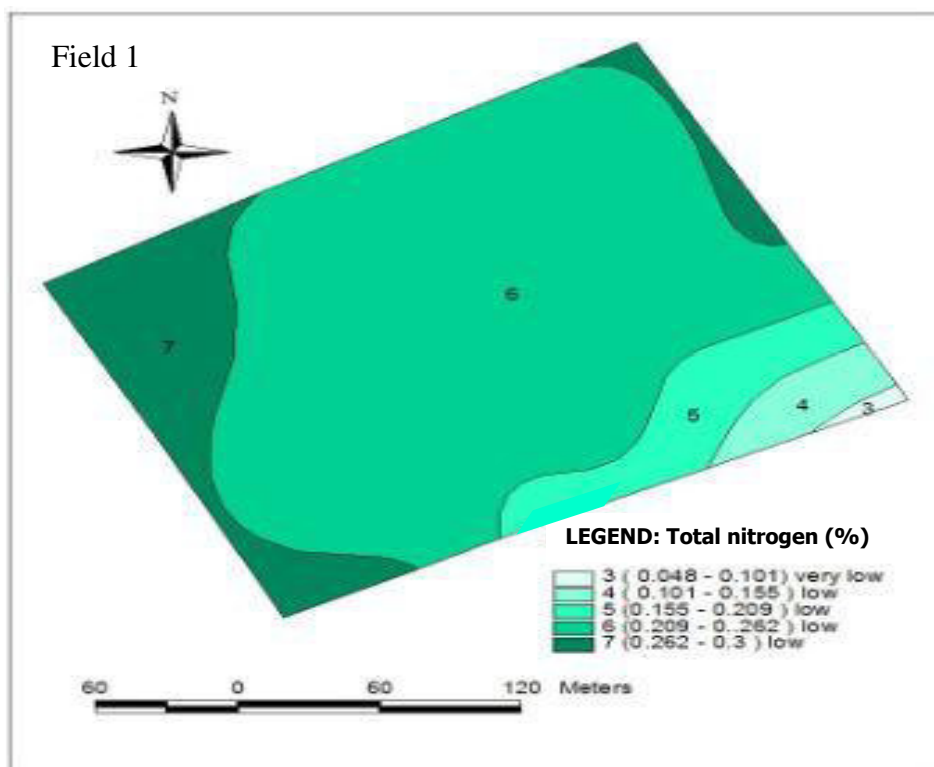 Field 1
N
6
7
5
4
3
LEGEND: Total nitrogen (%)
3 ( 0.048 - 0.101) very low
4 ( 0.101 - 0.155 ) low
5 (0.155 - 0.209 ) low
6 (0.209 - 0..262 ) low
7 (0.262 - 0.3 ) low
60 0 60 120 Meters